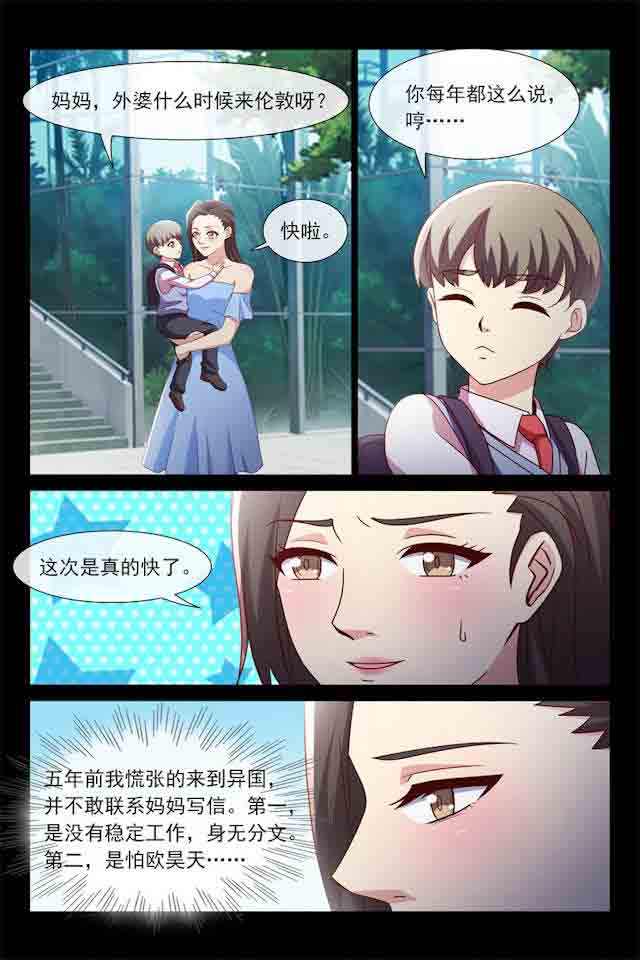 妈妈，外婆什么时候来伦敦呀？
快啦。
你每年都这么说，
哼……
这次是真的快了。
五年前我慌张的来到异国，
并不敢联系妈妈写信。第一，
是没有稳定工作，身无分文。
第二，是怕欧昊天……